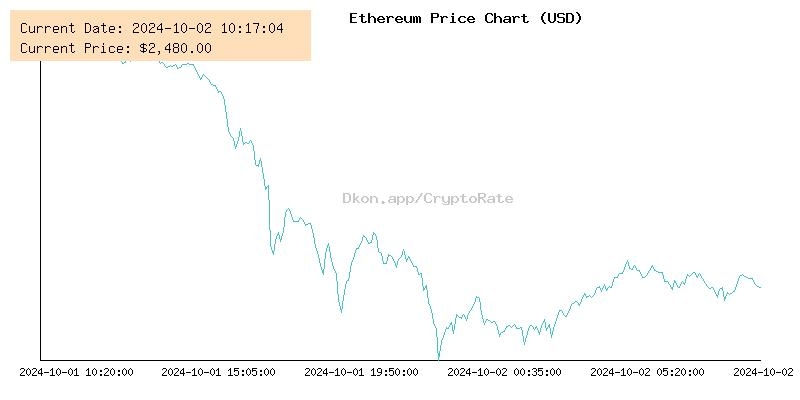 Ethereum Price Chart (USD)
Current Date: 2024-10-02 10:17:04
Current Price: $2,480.00
Dkon.app/CryptoRate
2024-10-01 10:20:00 2024-10-01 15:05:00 2024-10-01 19:50:00 2024-10-02 00:35:00 2024-10-02 05:20:00 2024-10-02